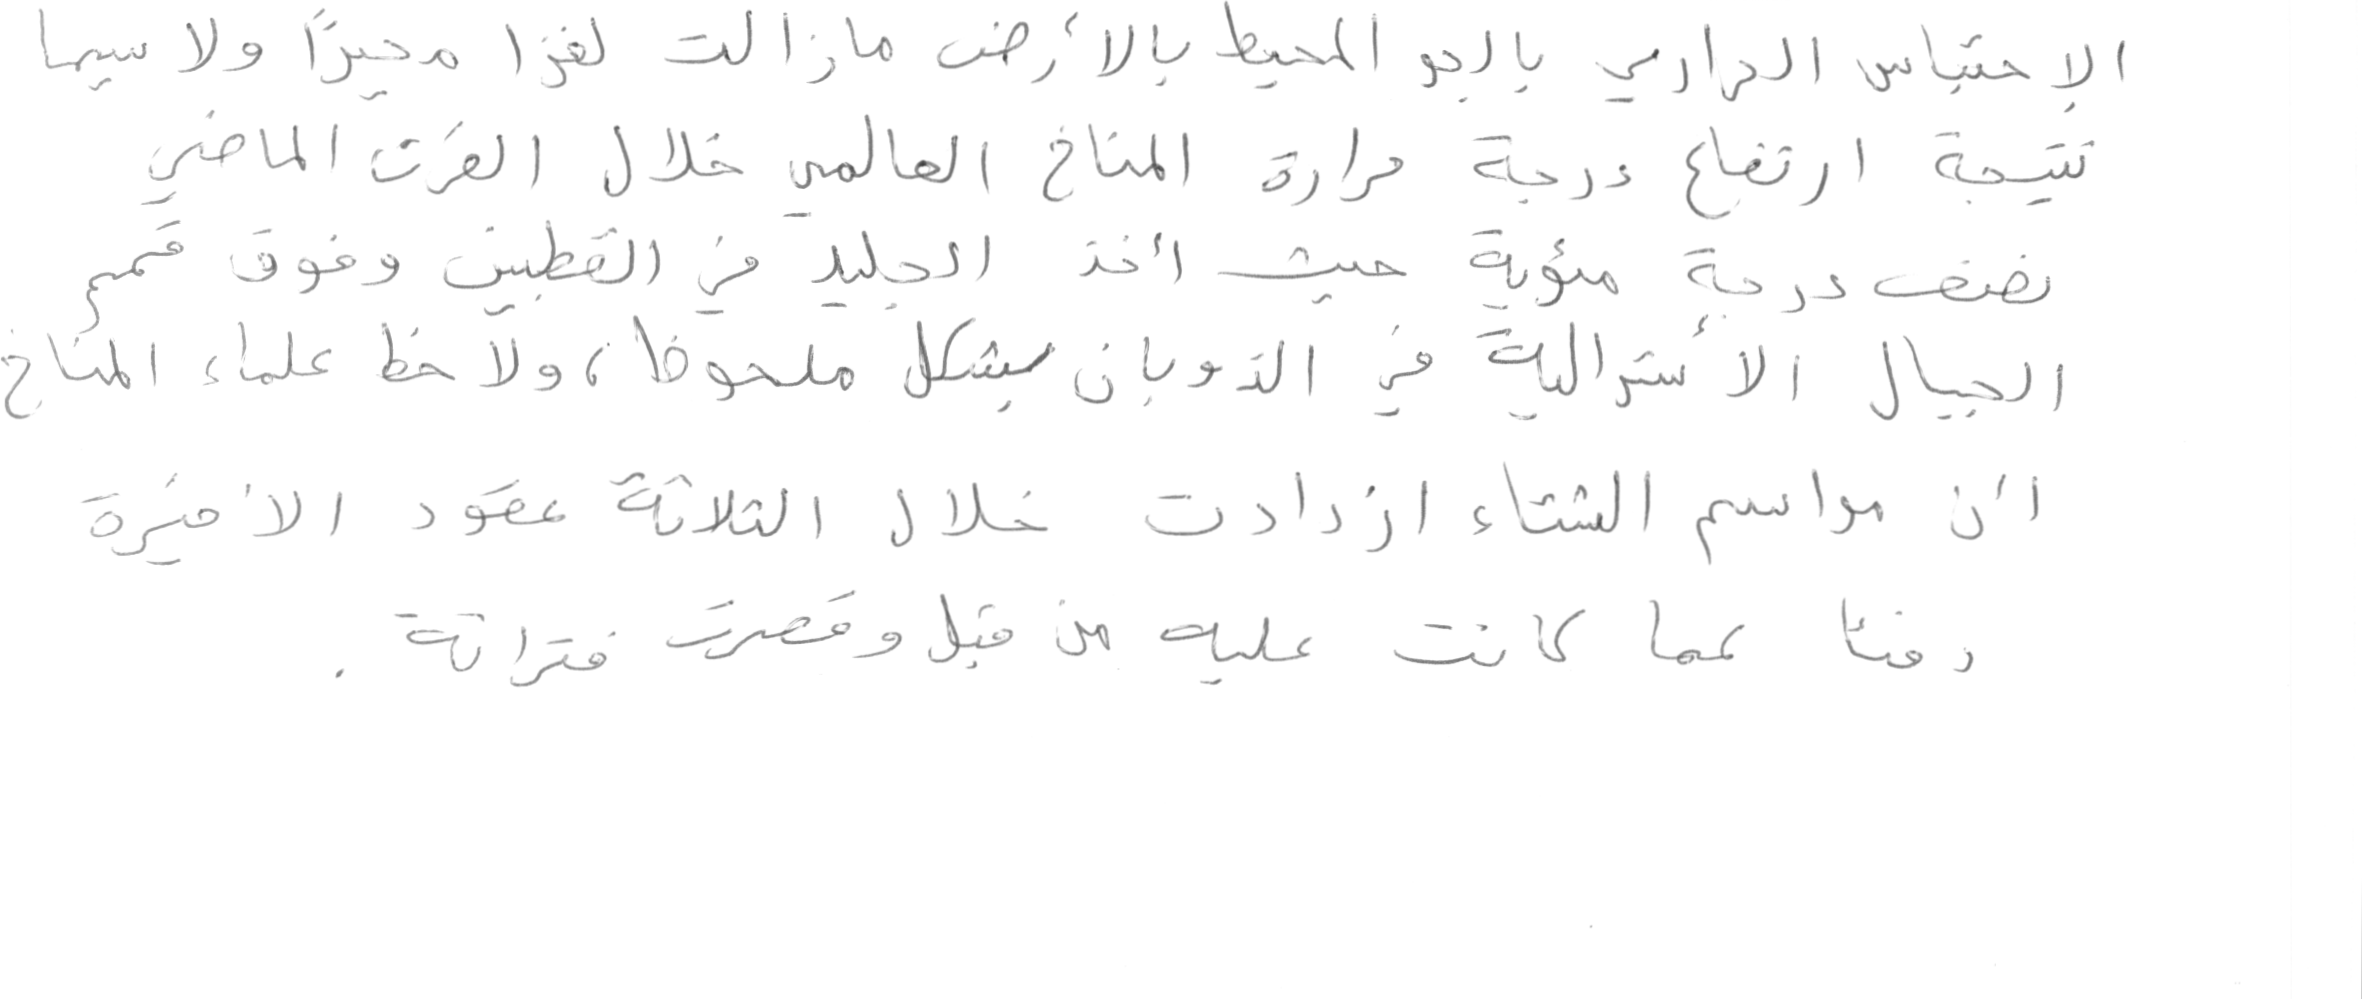 الإحتباس الحراري بالجو المحيط بالأرض مازالت لغزا محيرًا ولا سيما
نتيجة ارتفاع درجة حرارة المناخ العالمي خلال القرن الماضي
نصف درجة مئوية حيث أخذ الجليد في القطبين وفوق قمم
الجبال الأسترالية في الذوبان بشكل ملحوظ، ولاحظ علماء المناخ
أن مواسم الشتاء ازدادت خلال الثلاثة عقود الأخيرة
دفئا عما كانت عليه من قبل وقصرت فتراتة .